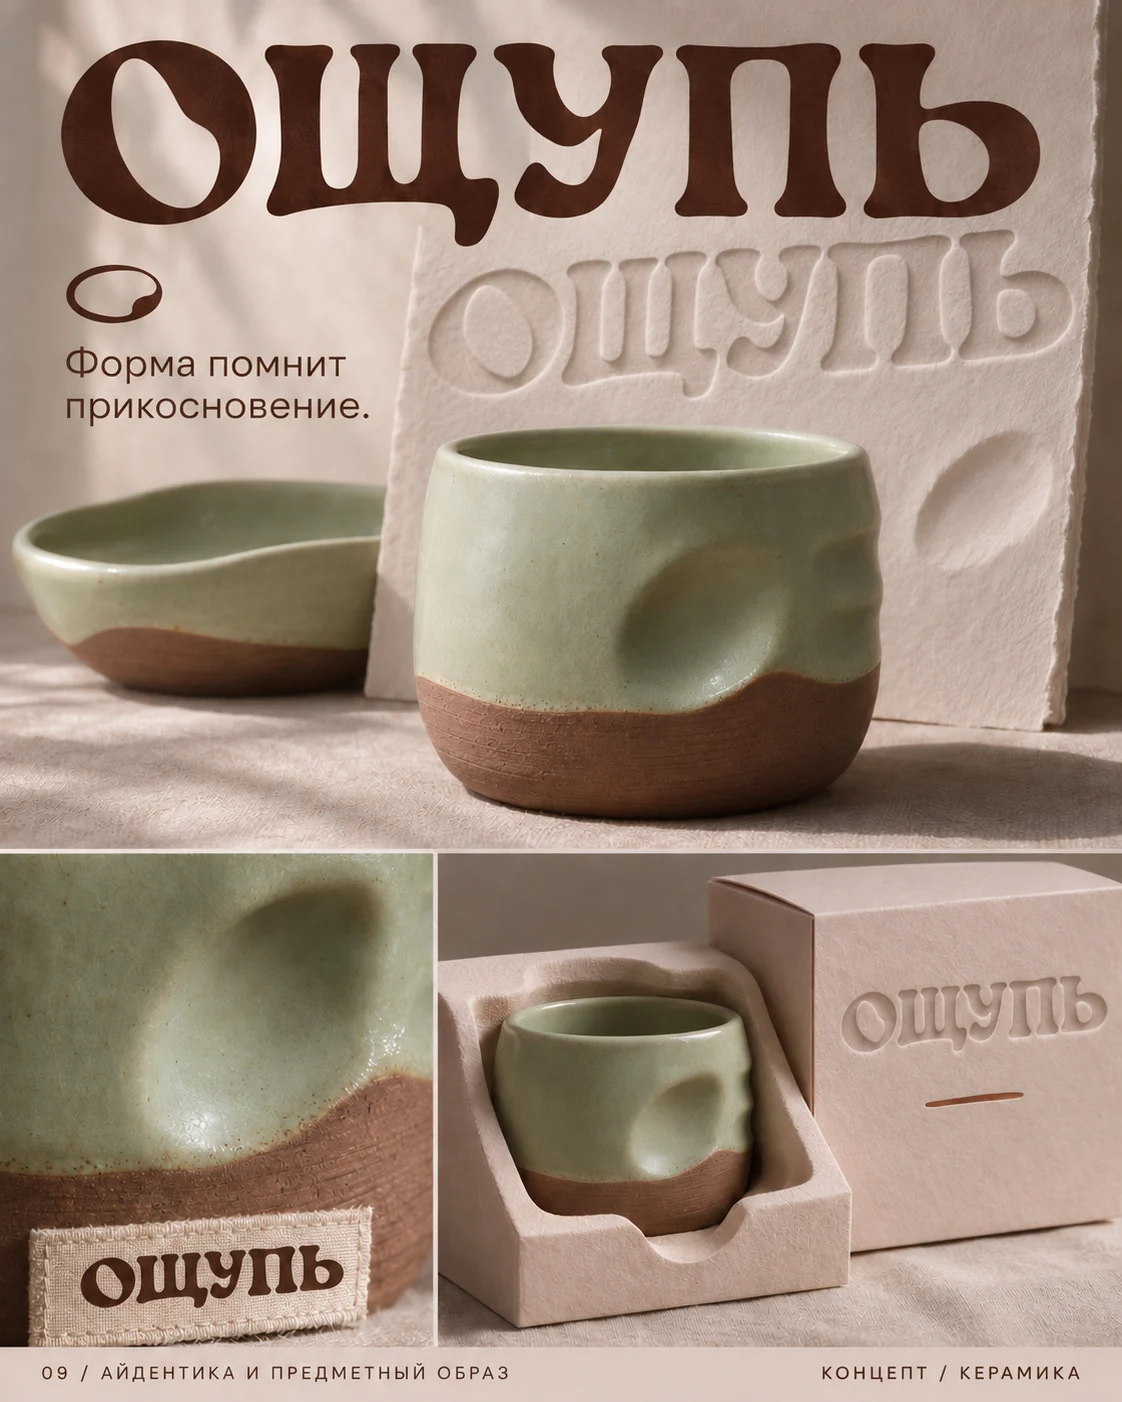 ОЩУПЬ
ОЩУПЬ
Форма помнит
прикосновение.
ОЩУПЬ
ОЩУПЬ
09 / АЙДЕНТИКА И ПРЕДМЕТНЫЙ ОБРАЗ
КОНЦЕПТ / КЕРАМИКА